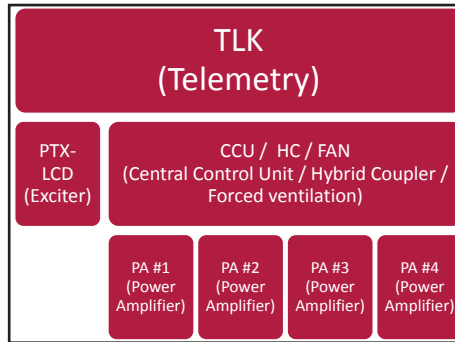 TLK
(Telemetry)
PTX-
LCD
(Exciter)
CCU / HC / FAN
(Central Control Unit / Hybrid Coupler /
Forced ventilation)
PA #1
(Power
Amplifier)
PA #2
(Power
Amplifier)
PA #3
(Power
Amplifier)
PA #4
(Power
Amplifier)